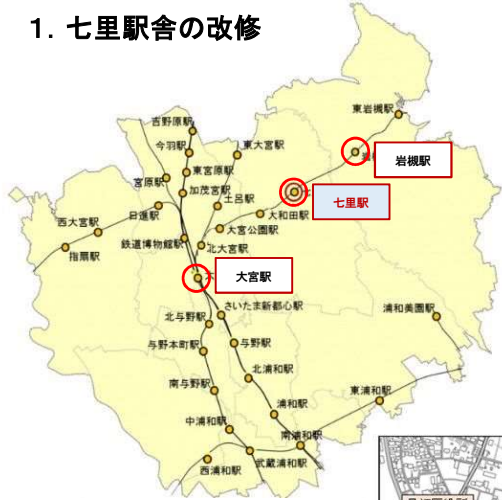 1. 七里駅舎の改修
東岩槻駅
吉野原駅
今羽駅
東大宮駅
岩槻駅
東宮原駅
宮原駅
加茂宮駅
七里駅
土呂駅
日進駅
大和田駅
西大宮駅
大宮公園駅
指扇駅
鉄道博物館駅
北大宮駅
大宮駅
さいたま新都心駅
浦和美園駅
北与野駅
与野本町駅
与野駅
北浦和駅
南与野駅
東浦和駅
浦和駅
中浦和駅
南浦和駅
武蔵浦和駅
西浦和駅